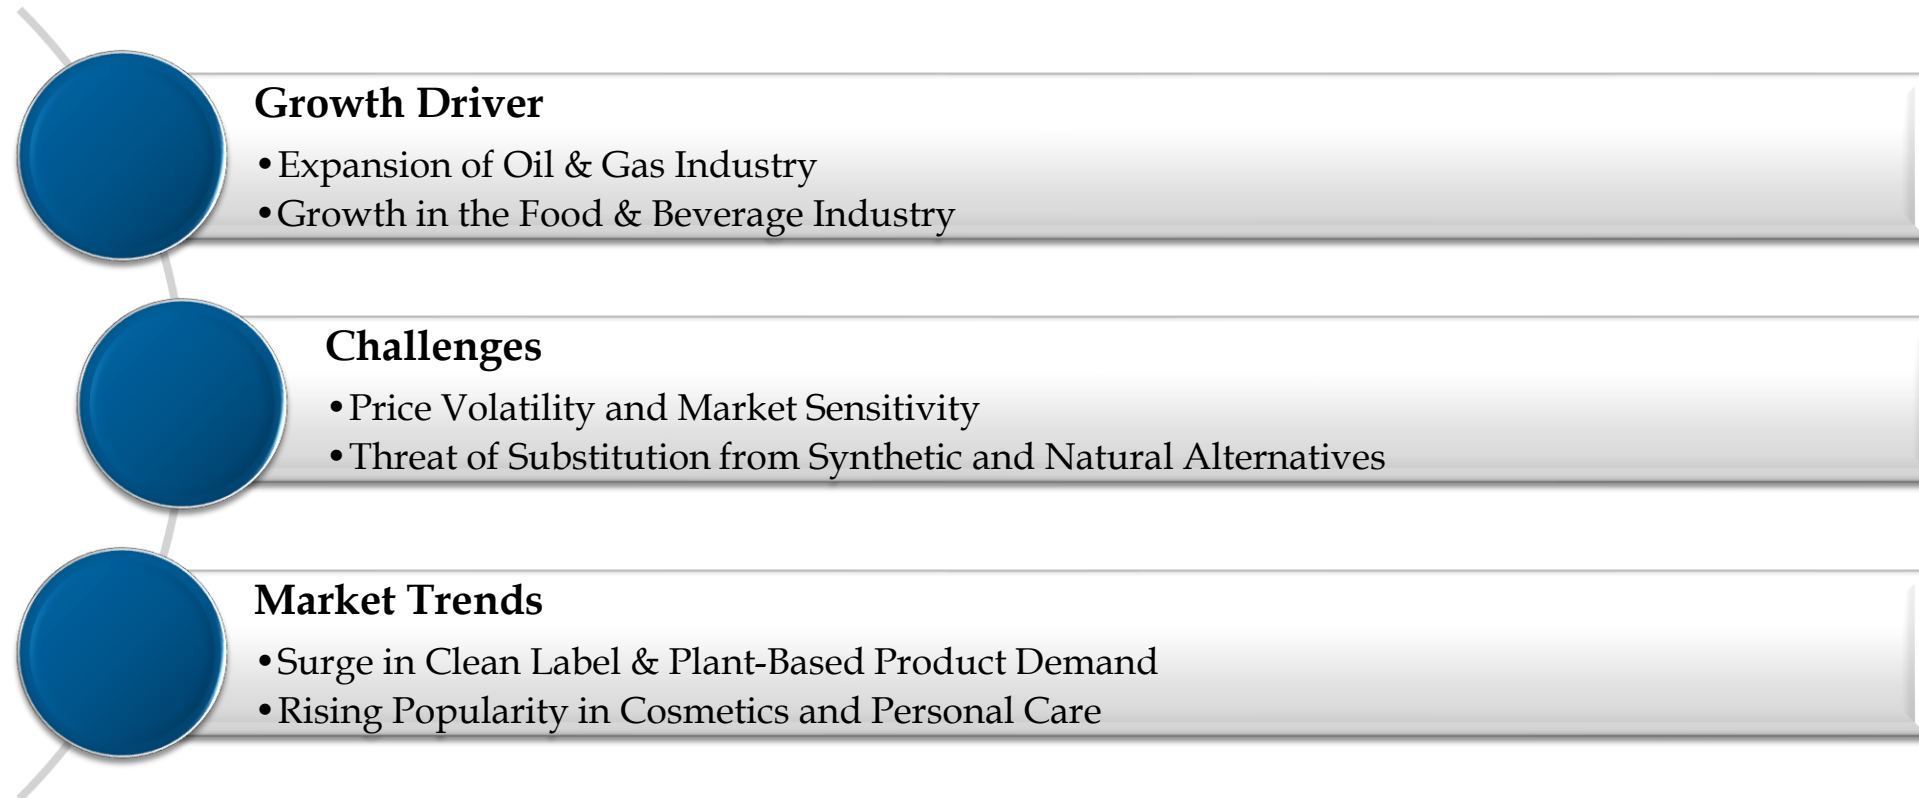 Growth Driver
•Expansion of Oil & Gas Industry
•Growth in the Food & Beverage Industry
Challenges
•Price Volatility and Market Sensitivity
•Threat of Substitution from Synthetic and Natural Alternatives
Market Trends
•Surge in Clean Label & Plant-Based Product Demand
•Rising Popularity in Cosmetics and Personal Care